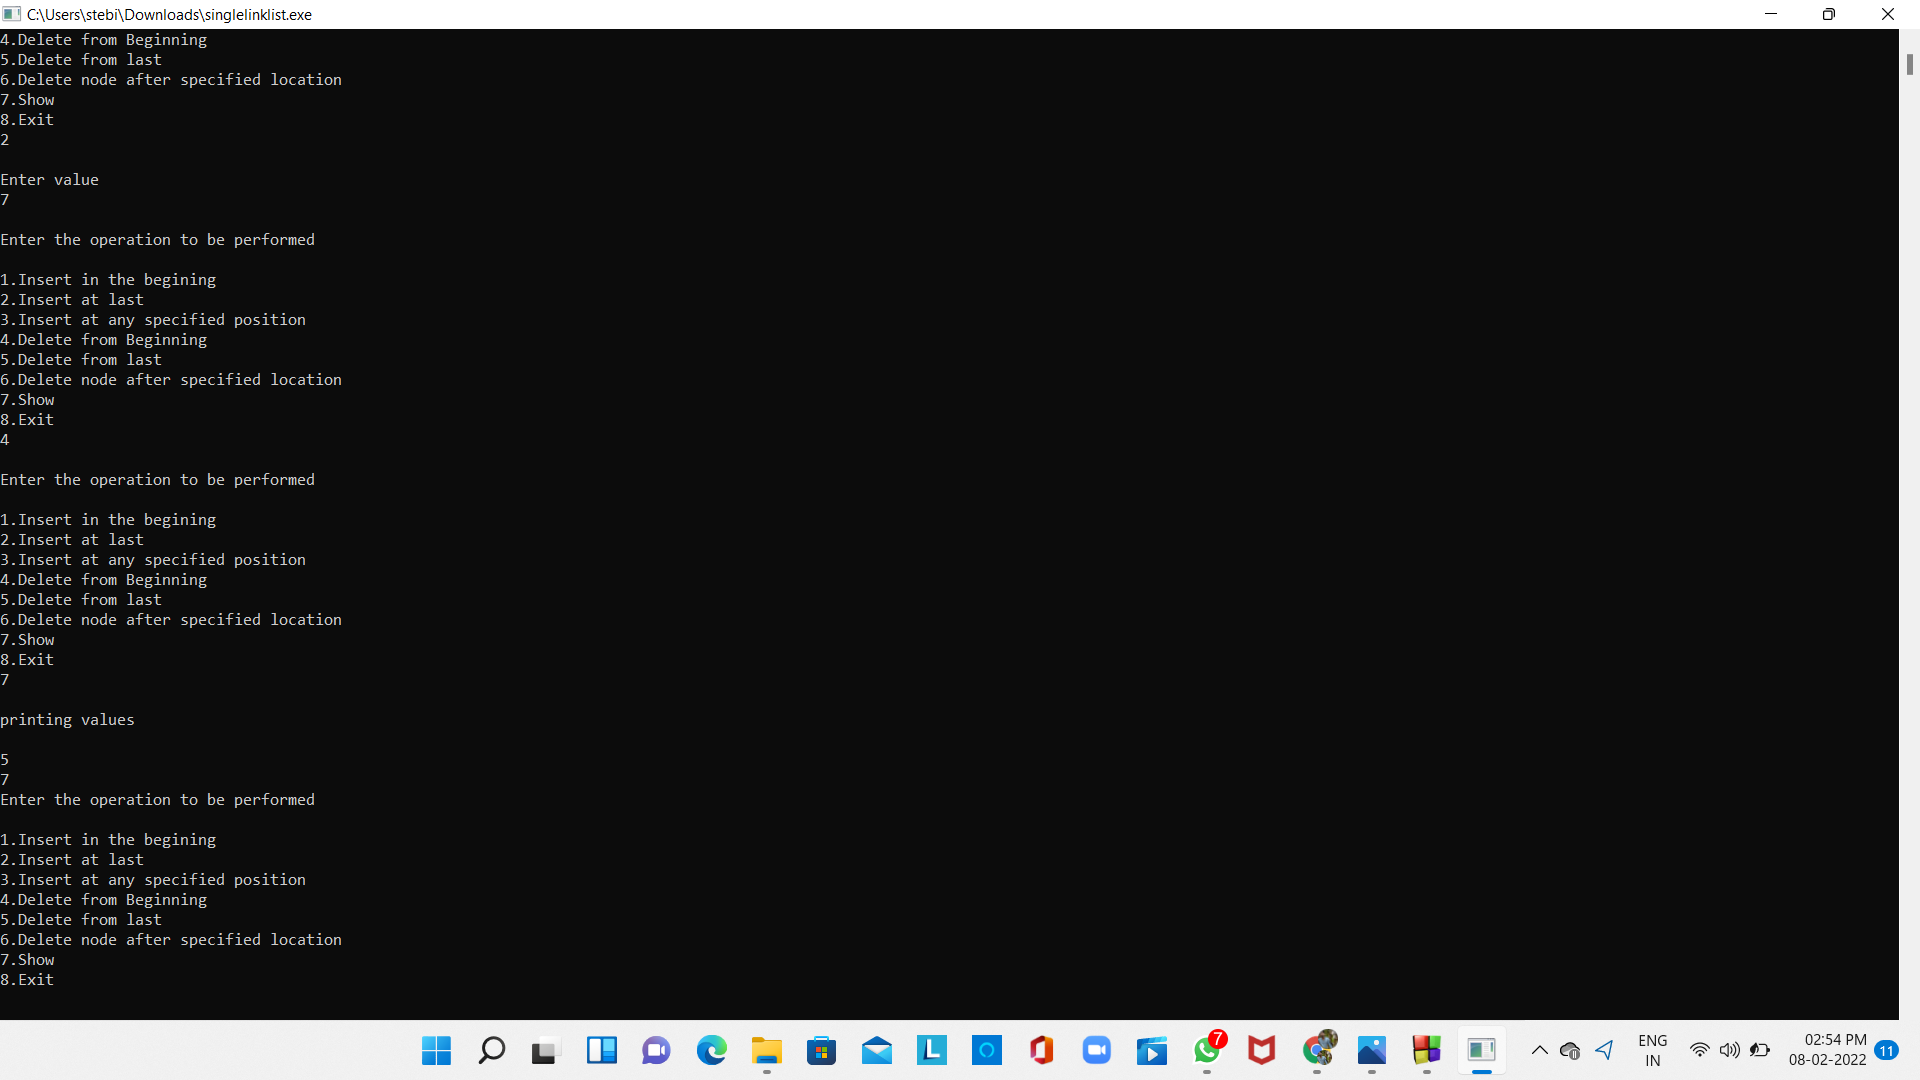 C:\Users\stebi\Downloads\singlelinklist.exe
4.Delete from Beginning
5.Delete from last
6.Delete node after specified location
7.Show
8.Exit
2
Enter value
7
Enter the operation to be performed
1.Insert in the begining
2.Insert at last
3.Insert at any specified position
4.Delete from Beginning
5.Delete from last
6.Delete node after specified location
7.Show
8.Exit
4
Enter the operation to be performed
1.Insert in the begining
2.Insert at last
3.Insert at any specified position
4.Delete from Beginning
5.Delete from last
6.Delete node after specified location
7.Show
8.Exit
7
printing values
5
7
Enter the operation to be performed
1.Insert in the begining
2.Insert at last
3.Insert at any specified position
4.Delete from Beginning
5.Delete from last
6.Delete node after specified location
7.Show
8.Exit
L
7
ENG
IN
02:54 PM
08-02-2022
11